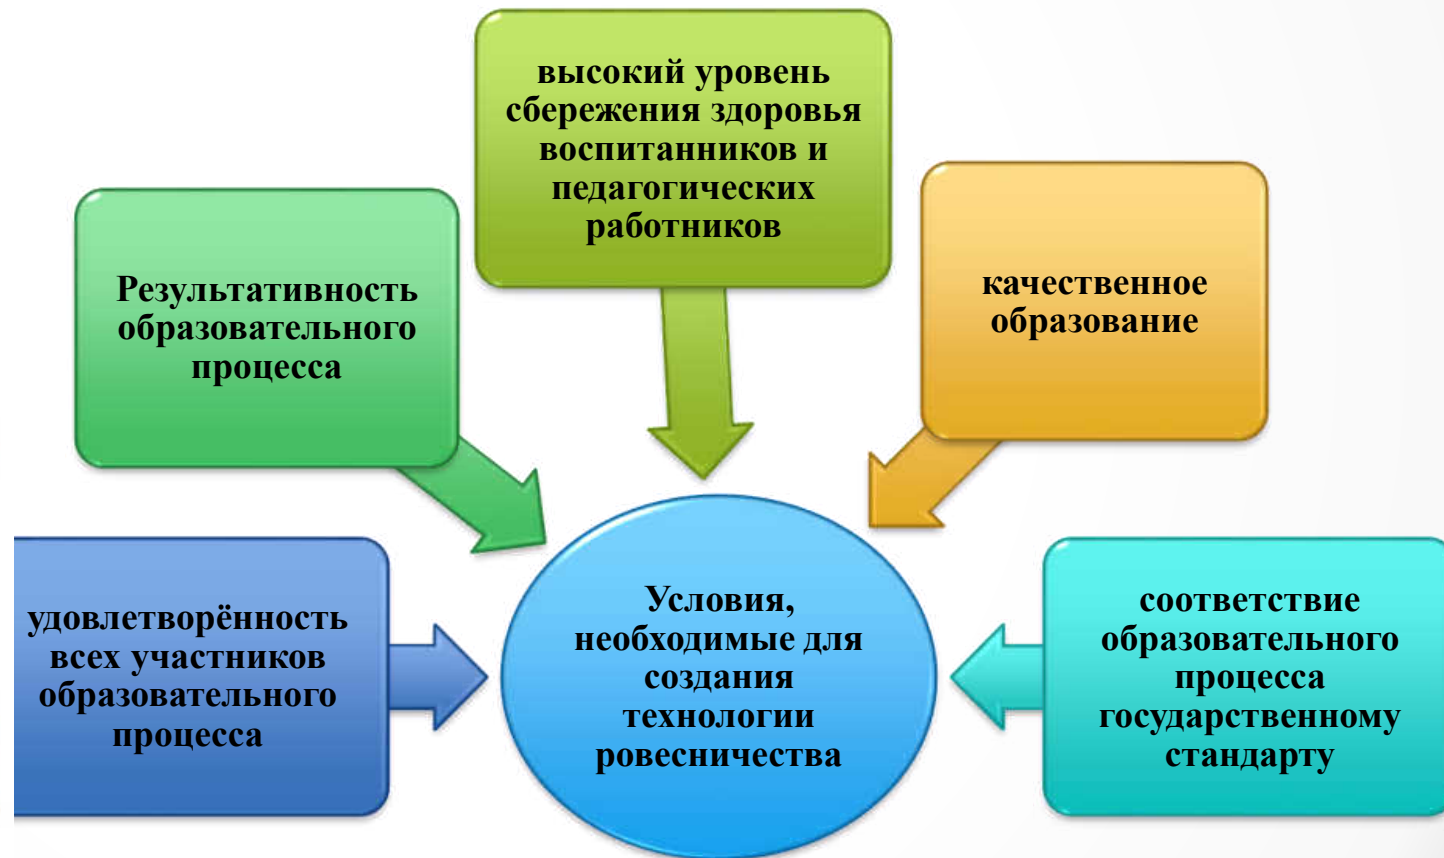 высокий уровень
сбережения здоровья
воспитанников и
педагогических
работников
Результативность
образовательного
процесса
качественное
образование
удовлетворённость
всех участников
образовательного
процесса
Условия,
необходимые для
создания
технологии
ровесничества
соответствие
образовательного
процесса
государственному
стандарту